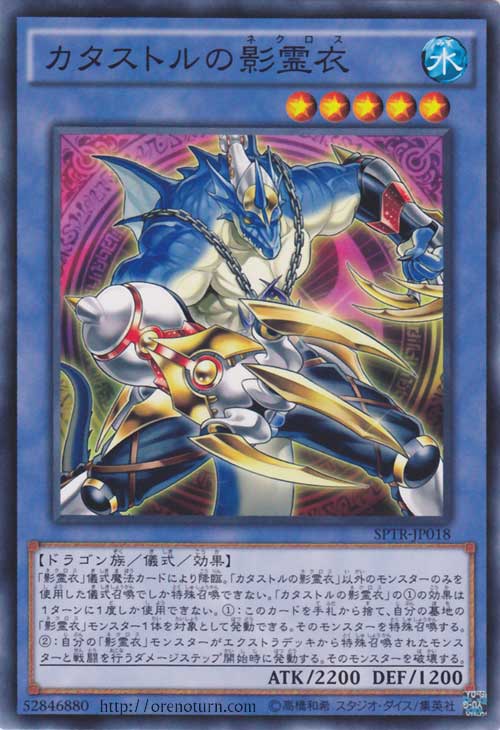 ネクロス
カタストルの影霊衣
水
SPTR-JP018
【ドラゴン族／儀式／効果】
「影霊衣」儀式魔法カードにより降臨。「カタストルの影霊衣」以外のモンスターのみを
使用した儀式召喚でしか特殊召喚できない。「カタストルの影霊衣」の①の効果は
1ターンに1度しか使用できない。①：このカードを手札から捨て、自分の墓地の
「影霊衣」モンスター1体を対象として発動できる。そのモンスターを特殊召喚する。
②：自分の「影霊衣」モンスターがエクストラデッキから特殊召喚されたモンス
ターと戦闘を行うダメージステップ開始時に発動する。そのモンスターを破壊する。
ATK/2200 DEF/1200
52846880 http://orenoturn.com/ ©高橋和希 スタジオ・ダイス/集英社